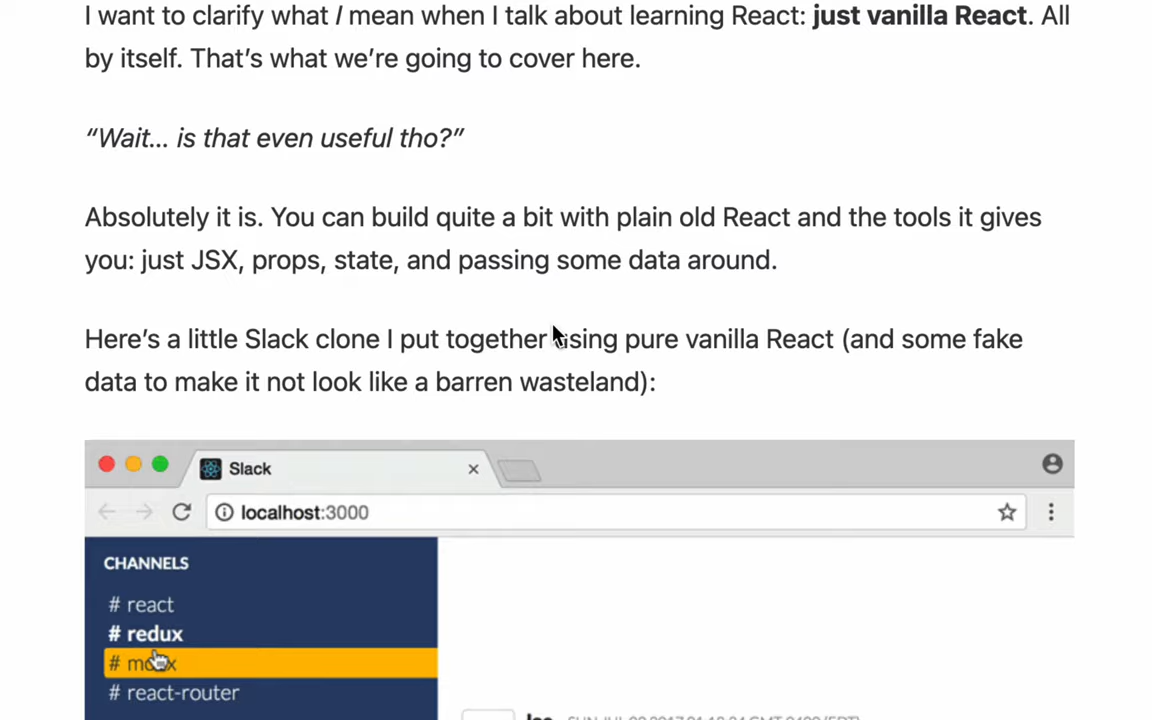 I want to clarify what I mean when I talk about learning React: just vanilla React. All
by itself. That’s what we’re going to cover here.
“Wait… is that even useful tho?”
Absolutely it is. You can build quite a bit with plain old React and the tools it gives
you: just JSX, props, state, and passing some data around.
Here’s a little Slack clone I put together using pure vanilla React (and some fake
data to make it not look like a barren wasteland):
Slack
localhost:3000
CHANNELS
# react
# redux
# react-router